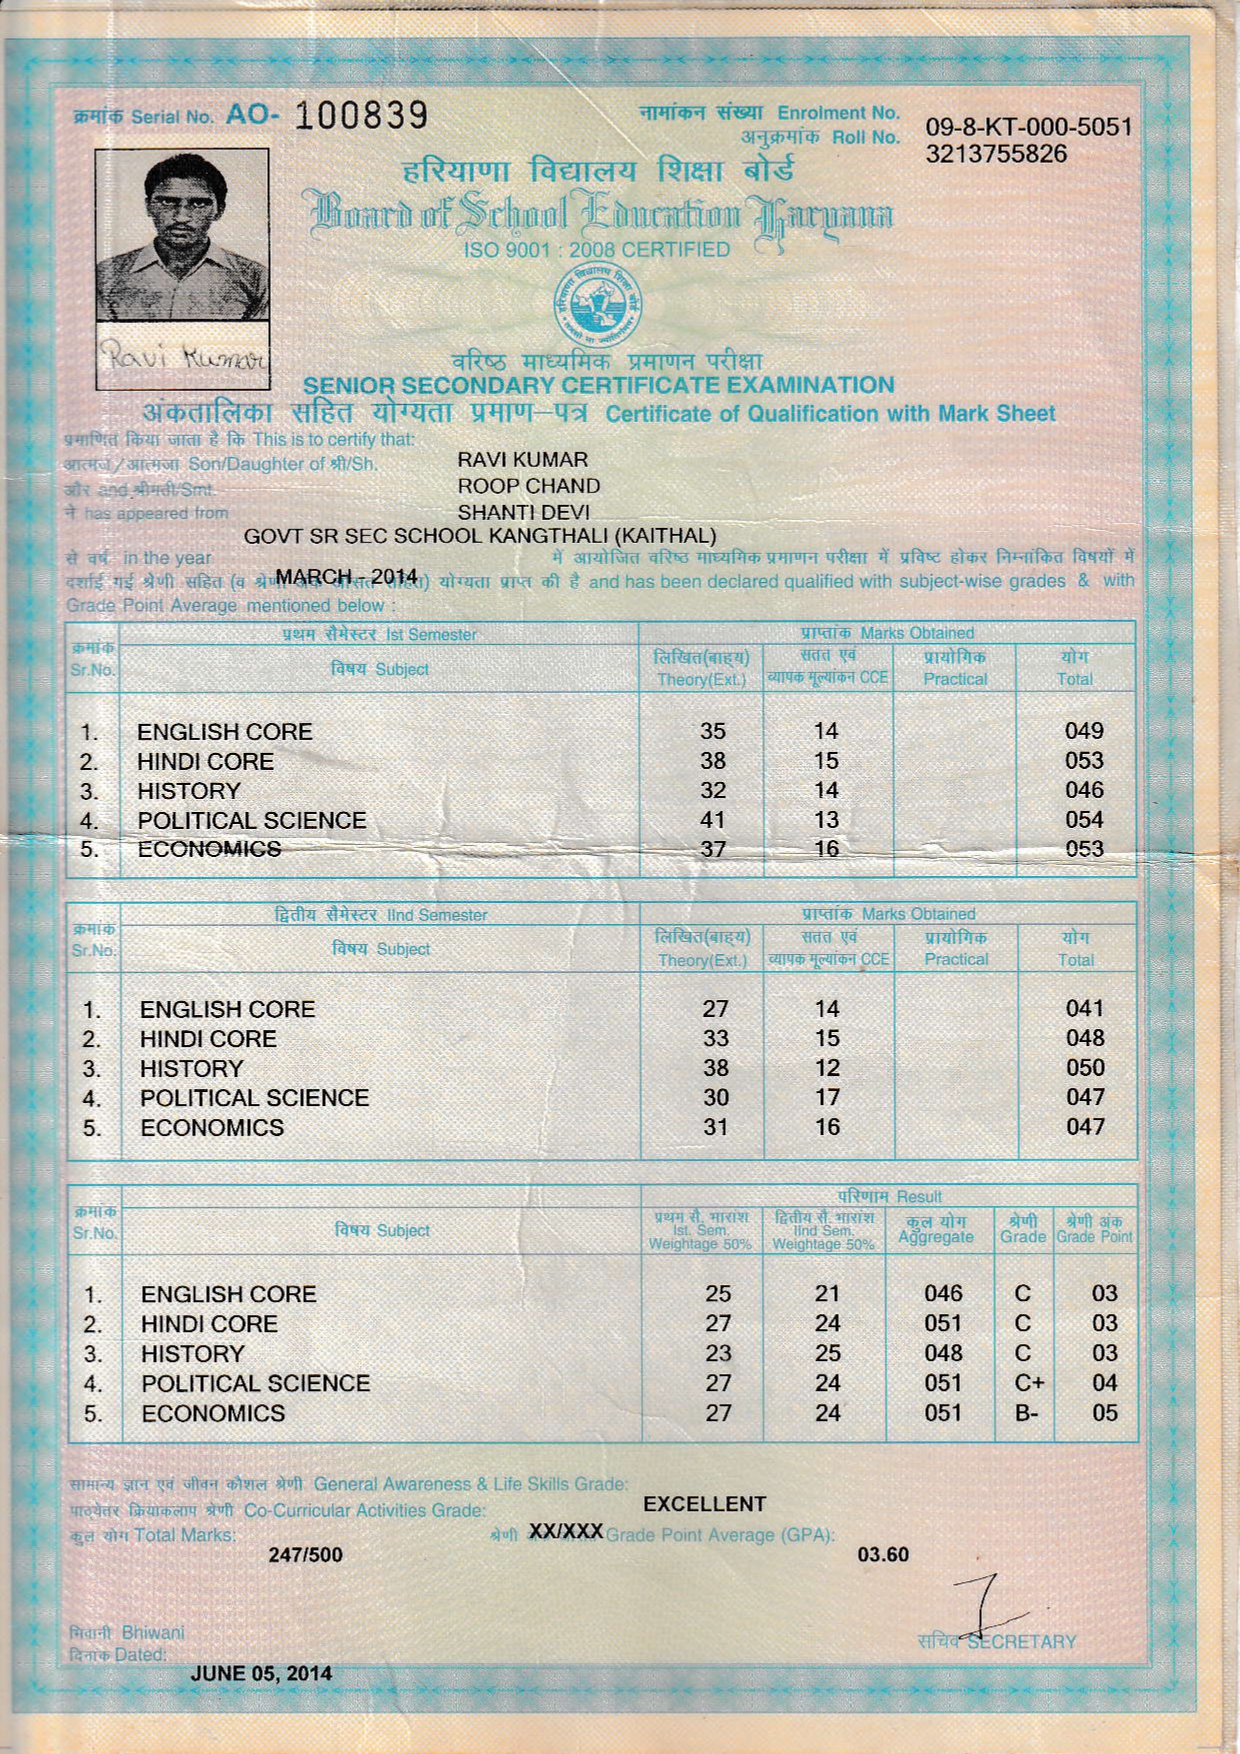 क्रमांक Serial No. AO- 100839
नामांकन संख्या Enrolment No. 09-8-KT-000-5051
अनुक्रमांक Roll No. 3213755826
हरियाणा विद्यालय शिक्षा बोर्ड
Board of School Education Haryana
ISO 9001 : 2008 CERTIFIED
Ravi Kumar
वरिष्ठ माध्यमिक प्रमाणन परीक्षा
SENIOR SECONDARY CERTIFICATE EXAMINATION
अंकतालिका सहित योग्यता प्रमाण–पत्र Certificate of Qualification with Mark Sheet
प्रमाणित किया जाता है कि This is to certify that:
RAVI KUMAR
आत्मज/आत्मजा Son/Daughter of श्री/Sh.
ROOP CHAND
और and श्रीमती/Smt.
SHANTI DEVI
ने has appeared from
GOVT SR SEC SCHOOL KANGTHALI (KAITHAL)
से वर्ष in the year में आयोजित वरिष्ठ माध्यमिक प्रमाणन परीक्षा में प्रविष्ट होकर निम्नांकित विषयों में
MARCH - 2014
दर्शाई गई श्रेणी सहित (व श्रेणी अंक औसत सहित) योग्यता प्राप्त की है and has been declared qualified with subject-wise grades & with
Grade Point Average mentioned below :
क्रमांक Sr.No. प्रथम सैमेस्टर Ist Semester प्राप्तांक Marks Obtained
विषय Subject लिखित(बाह्य) Theory(Ext.) सतत एवं व्यापक मूल्यांकन CCE प्रायोगिक Practical योग Total
1. ENGLISH CORE 35 14 049
2. HINDI CORE 38 15 053
3. HISTORY 32 14 046
4. POLITICAL SCIENCE 41 13 054
5. ECONOMICS 37 16 053
क्रमांक Sr.No. द्वितीय सैमेस्टर IInd Semester प्राप्तांक Marks Obtained
विषय Subject लिखित(बाह्य) Theory(Ext.) सतत एवं व्यापक मूल्यांकन CCE प्रायोगिक Practical योग Total
1. ENGLISH CORE 27 14 041
2. HINDI CORE 33 15 048
3. HISTORY 38 12 050
4. POLITICAL SCIENCE 30 17 047
5. ECONOMICS 31 16 047
क्रमांक Sr.No. विषय Subject परिणाम Result
प्रथम सै. भारांश Ist. Sem. Weightage 50% द्वितीय सै. भारांश IInd Sem. Weightage 50% कुल योग Aggregate श्रेणी Grade श्रेणी अंक Grade Point
1. ENGLISH CORE 25 21 046 C 03
2. HINDI CORE 27 24 051 C 03
3. HISTORY 23 25 048 C 03
4. POLITICAL SCIENCE 27 24 051 C+ 04
5. ECONOMICS 27 24 051 B- 05
सामान्य ज्ञान एवं जीवन कौशल श्रेणी General Awareness & Life Skills Grade:
EXCELLENT
पाठ्येतर क्रियाकलाप श्रेणी Co-Curricular Activities Grade:
XX/XXX
कुल योग Total Marks: श्रेणी Grade Point Average (GPA):
247/500 03.60
भिवानी Bhiwani
दिनांक Dated:
JUNE 05, 2014
सचिव SECRETARY